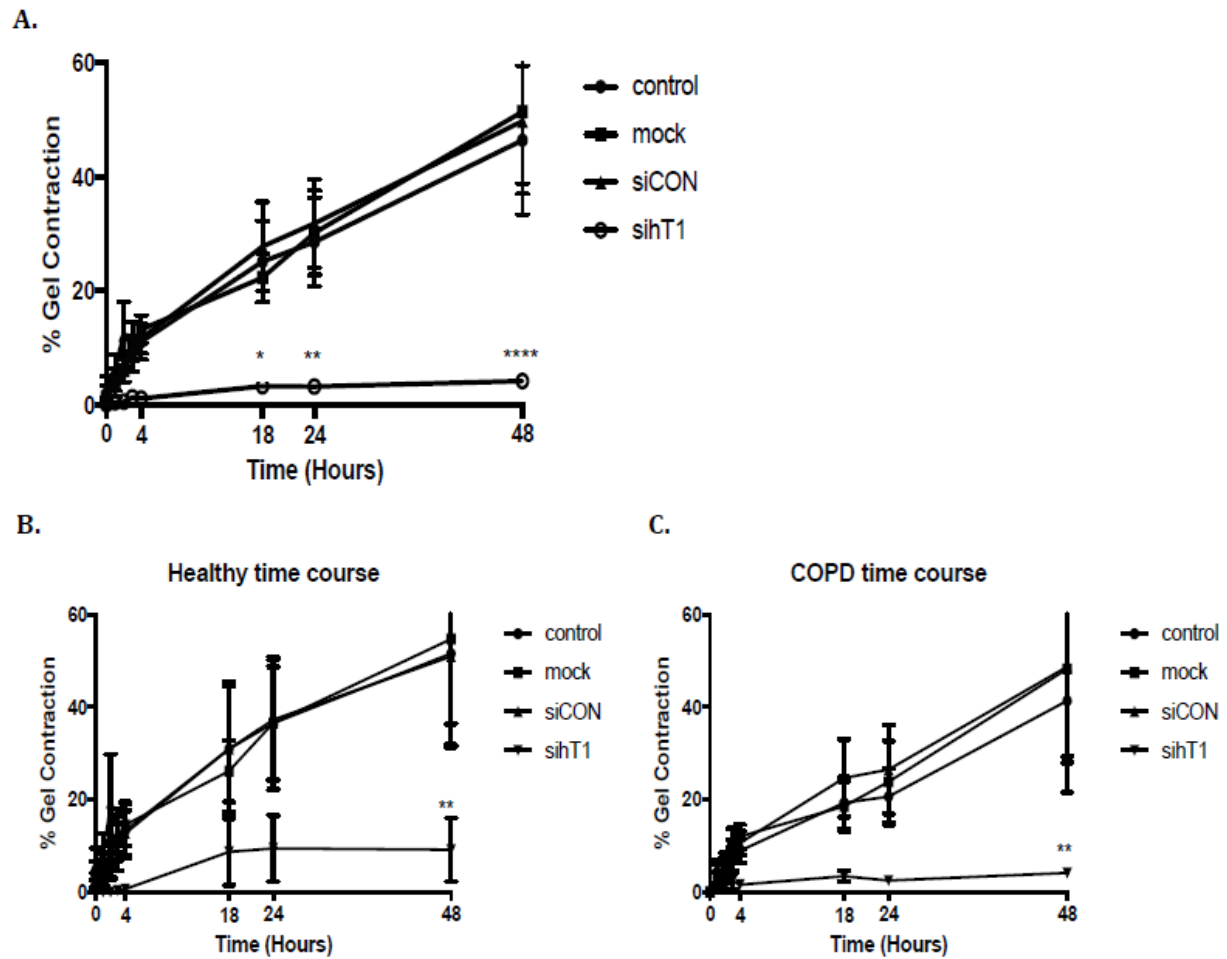 A.
% Gel Contraction
60
40
20
0
0 4 18 24 48
Time (Hours)
* ** ****
control
mock
siCON
sihT1
B.
Healthy time course
% Gel Contraction
60
40
20
0
0 4 18 24 48
Time (Hours)
**
control
mock
siCON
sihT1
C.
COPD time course
% Gel Contraction
60
40
20
0
0 4 18 24 48
Time (Hours)
**
control
mock
siCON
sihT1